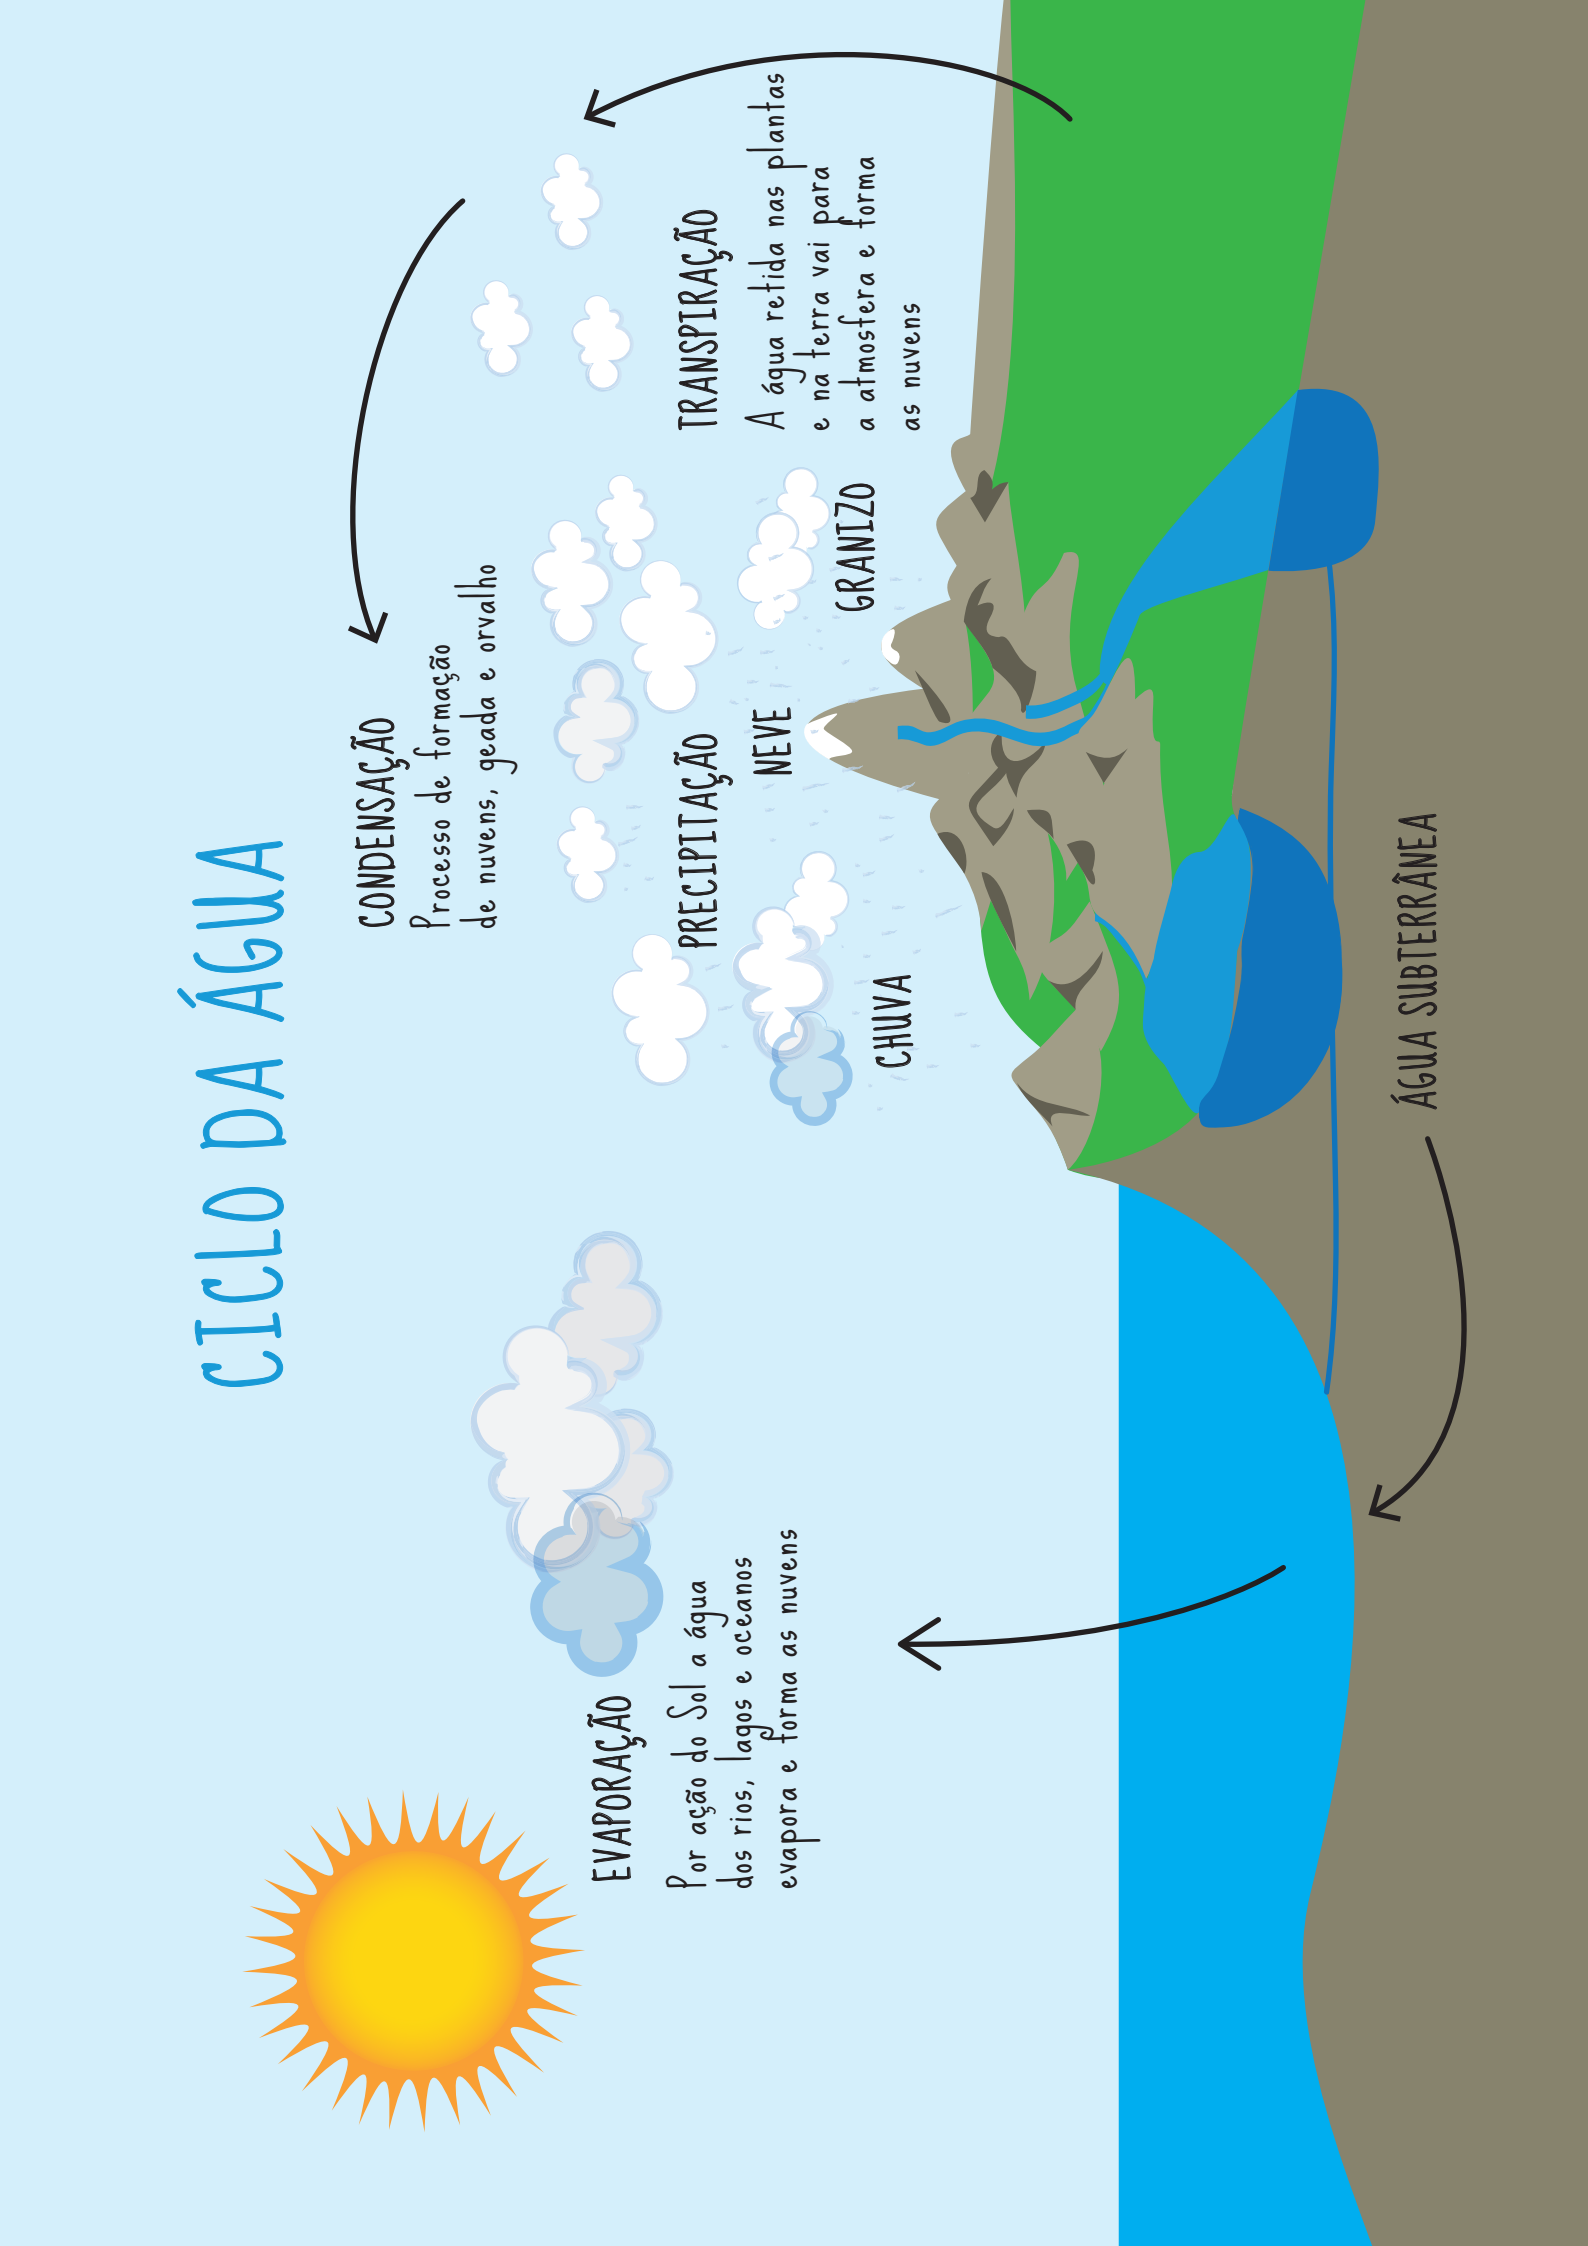 CICLO DA ÁGUA
CONDENSAÇÃO
Processo de formação
de nuvens, geada e orvalho
EVAPORAÇÃO
Por ação do Sol a água
dos rios, lagos e oceanos
evapora e forma as nuvens
PRECIPITAÇÃO
NEVE
GRANIZO
CHUVA
TRANSPIRAÇÃO
A água retida nas plantas
e na terra vai para
a atmosfera e forma
as nuvens
ÁGUA SUBTERRÂNEA